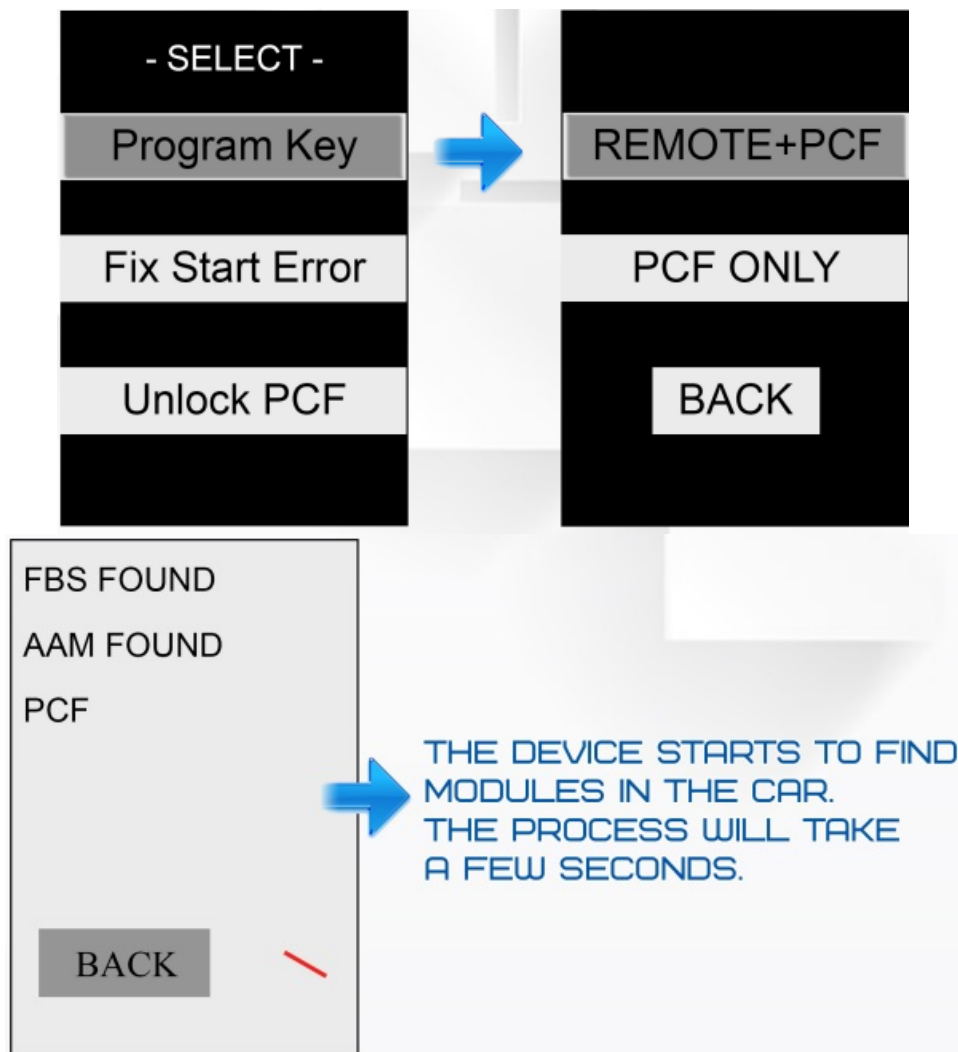 - SELECT -
Program Key
Fix Start Error
Unlock PCF
REMOTE+PCF
PCF ONLY
BACK
FBS FOUND
AAM FOUND
PCF
BACK
THE DEVICE STARTS TO FIND
MODULES IN THE CAR.
THE PROCESS WILL TAKE
A FEW SECONDS.